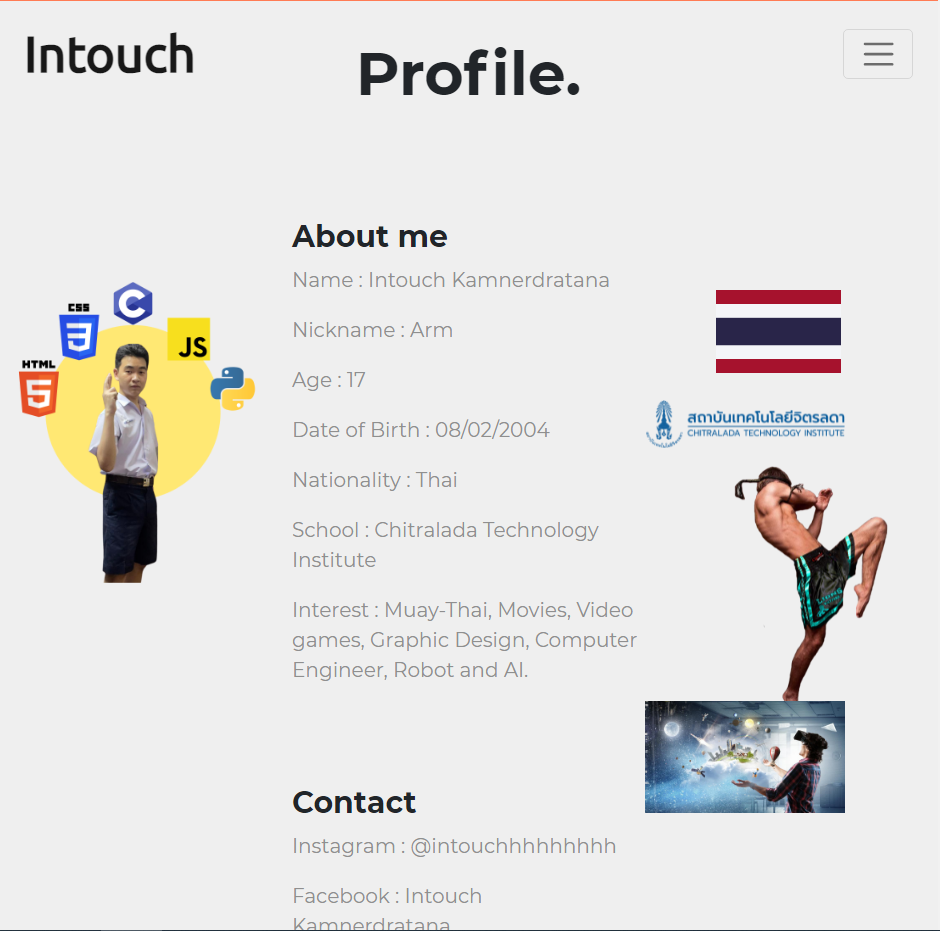 Intouch
Profile.
About me
Name : Intouch Kamnerdratana
Nickname : Arm
Age : 17
Date of Birth : 08/02/2004
Nationality : Thai
School : Chitralada Technology
Institute
Interest : Muay-Thai, Movies, Video
games, Graphic Design, Computer
Engineer, Robot and AI.
Contact
Instagram : @intouchhhhhhhhh
Facebook : Intouch
Kamnerdratana
C
CSS
3
JS
HTML
5
สถาบันเทคโนโลยีจิตรลดา
CHITRALADA TECHNOLOGY INSTITUTE